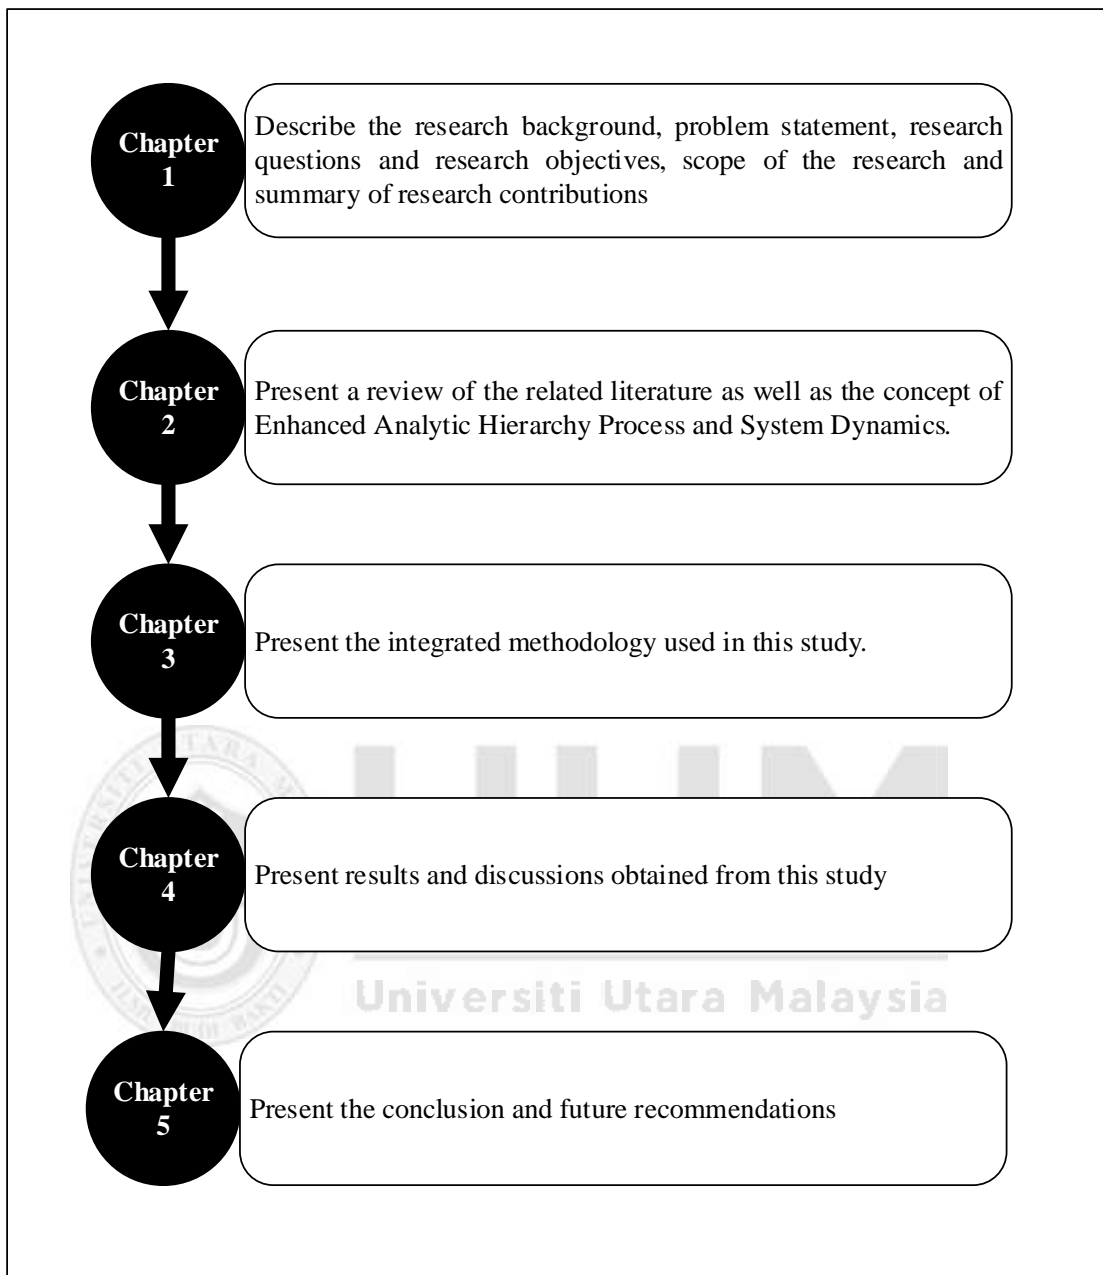 Chapter
1
Describe the research background, problem statement, research
questions and research objectives, scope of the research and
summary of research contributions
Chapter
2
Present a review of the related literature as well as the concept of
Enhanced Analytic Hierarchy Process and System Dynamics.
Chapter
3
Present the integrated methodology used in this study.
Chapter
4
Present results and discussions obtained from this study
Universiti Utara Malaysia
Chapter
5
Present the conclusion and future recommendations